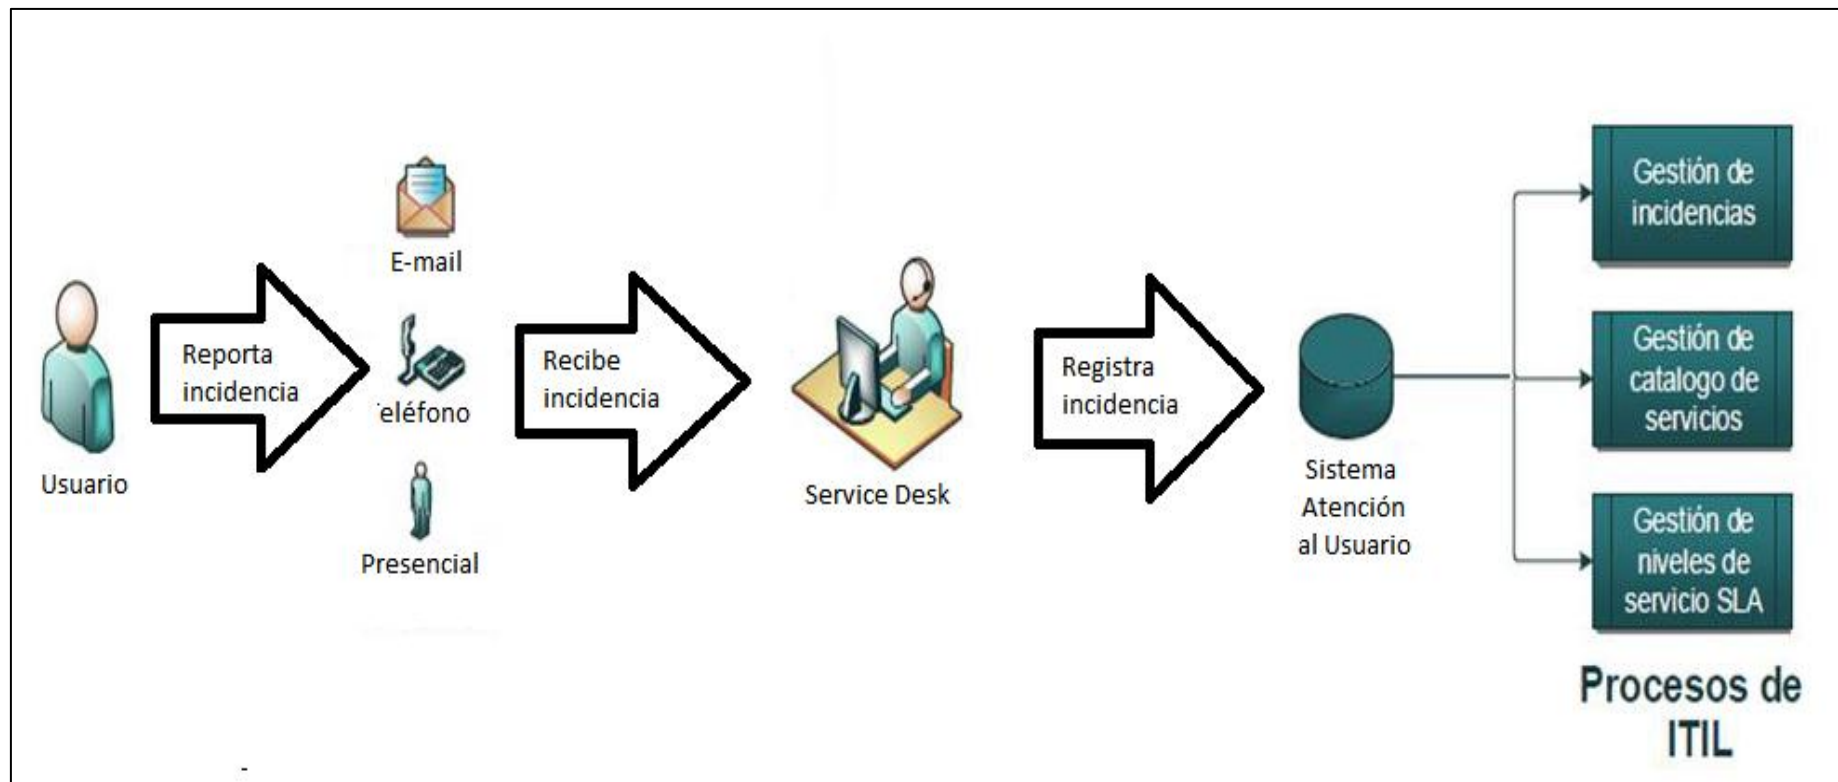 Usuario
Reporta
incidencia
E-mail
eléfono
Presencial
Recibe
incidencia
Service Desk
Registra
incidencia
Sistema
Atención
al Usuario
Gestión de
incidencias
Gestión de
catalogo de
servicios
Gestión de
niveles de
servicio SLA
Procesos de
ITIL
-